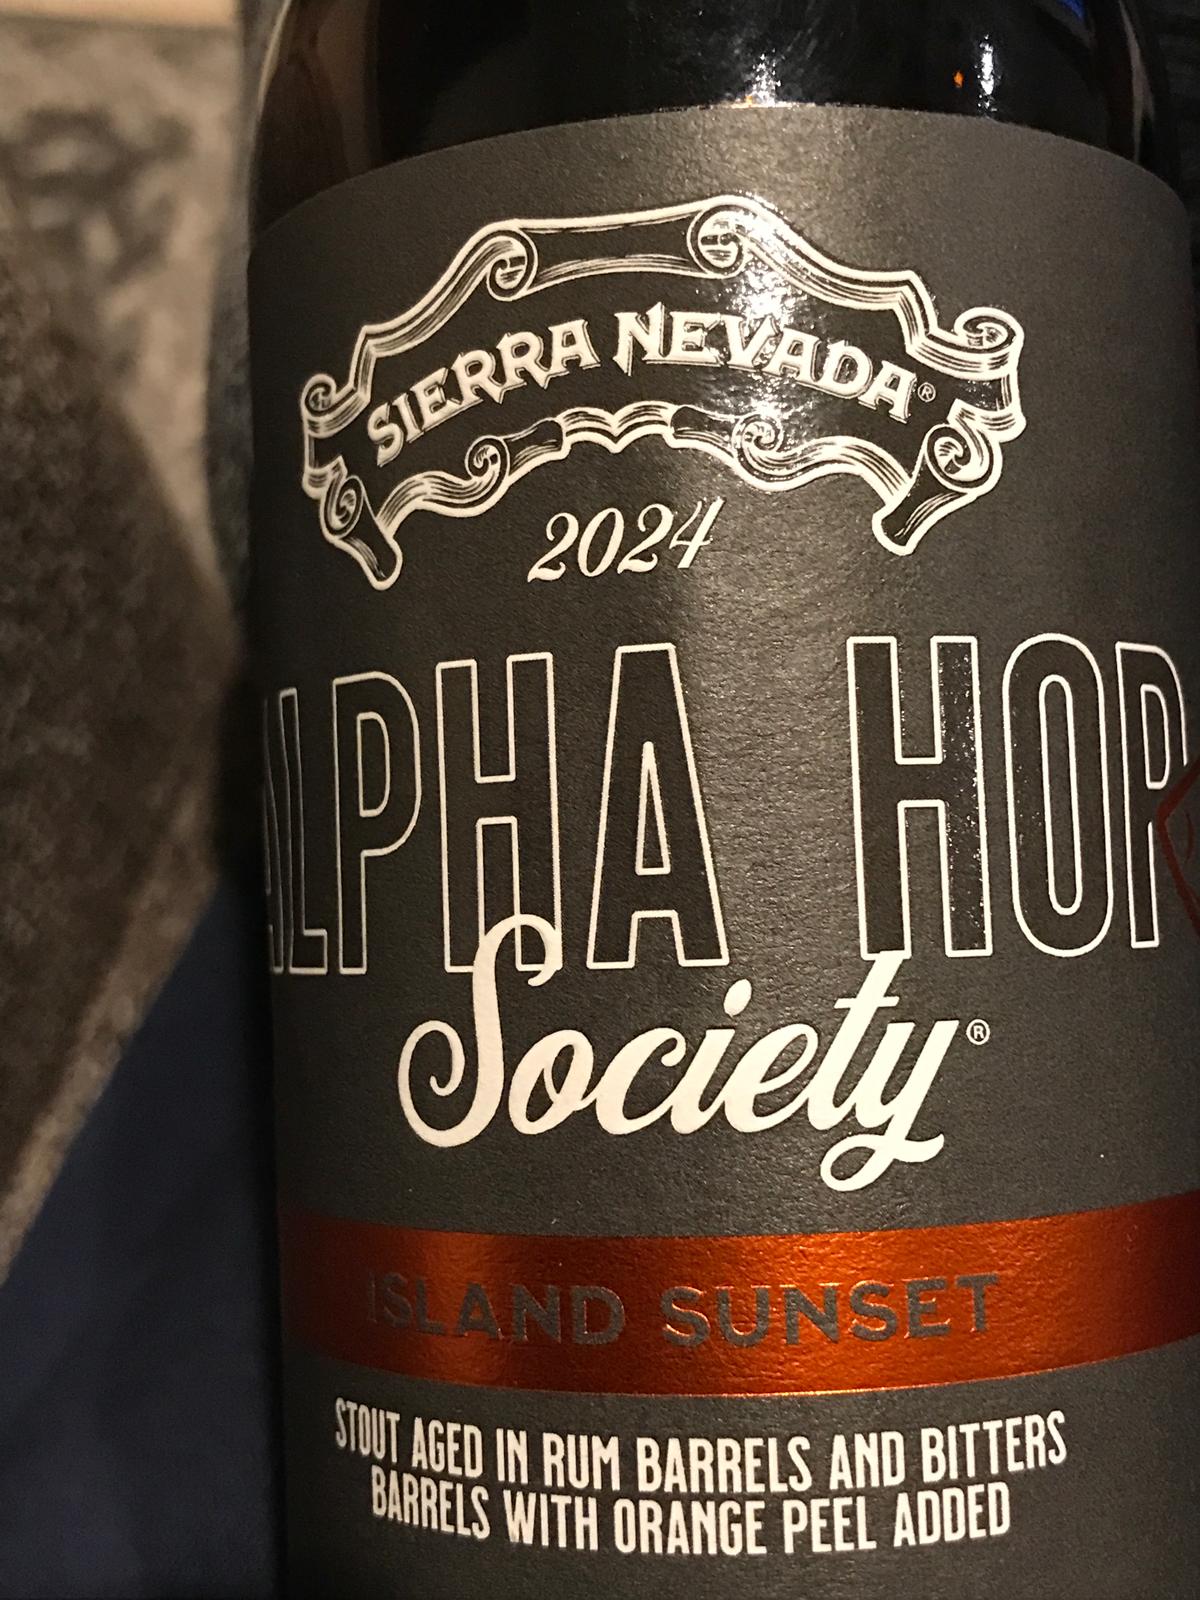 SIERRA NEVADA®
2024
ALPHA HOP
Society®
ISLAND SUNSET
STOUT AGED IN RUM BARRELS AND BITTERS
BARRELS WITH ORANGE PEEL ADDED